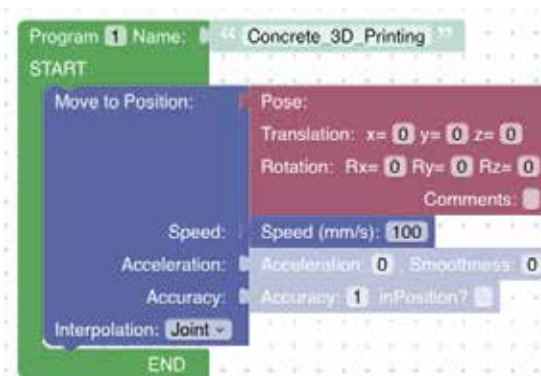 Program 1 Name: “ Concrete_3D_Printing ”
START
Move to Position: Pose:
Translation: x= 0 y= 0 z= 0
Rotation: Rx= 0 Ry= 0 Rz= 0
Comments:
Speed: Speed (mm/s): 100
Acceleration: Acceleration: 0 , Smoothness: 0
Accuracy: Accuracy: 1 inPosition?
Interpolation: Joint
END